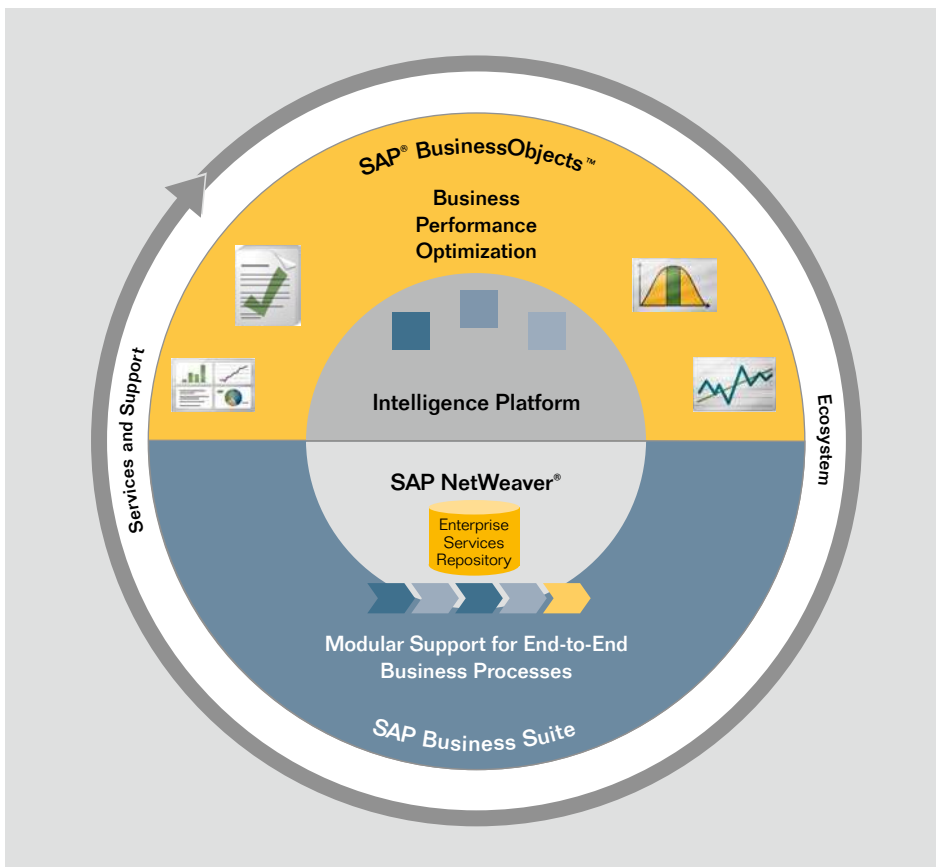 SAP® BusinessObjects™
Business
Performance
Optimization
Intelligence Platform
Services and Support
Ecosystem
SAP NetWeaver®
Enterprise
Services
Repository
Modular Support for End-to-End
Business Processes
SAP Business Suite